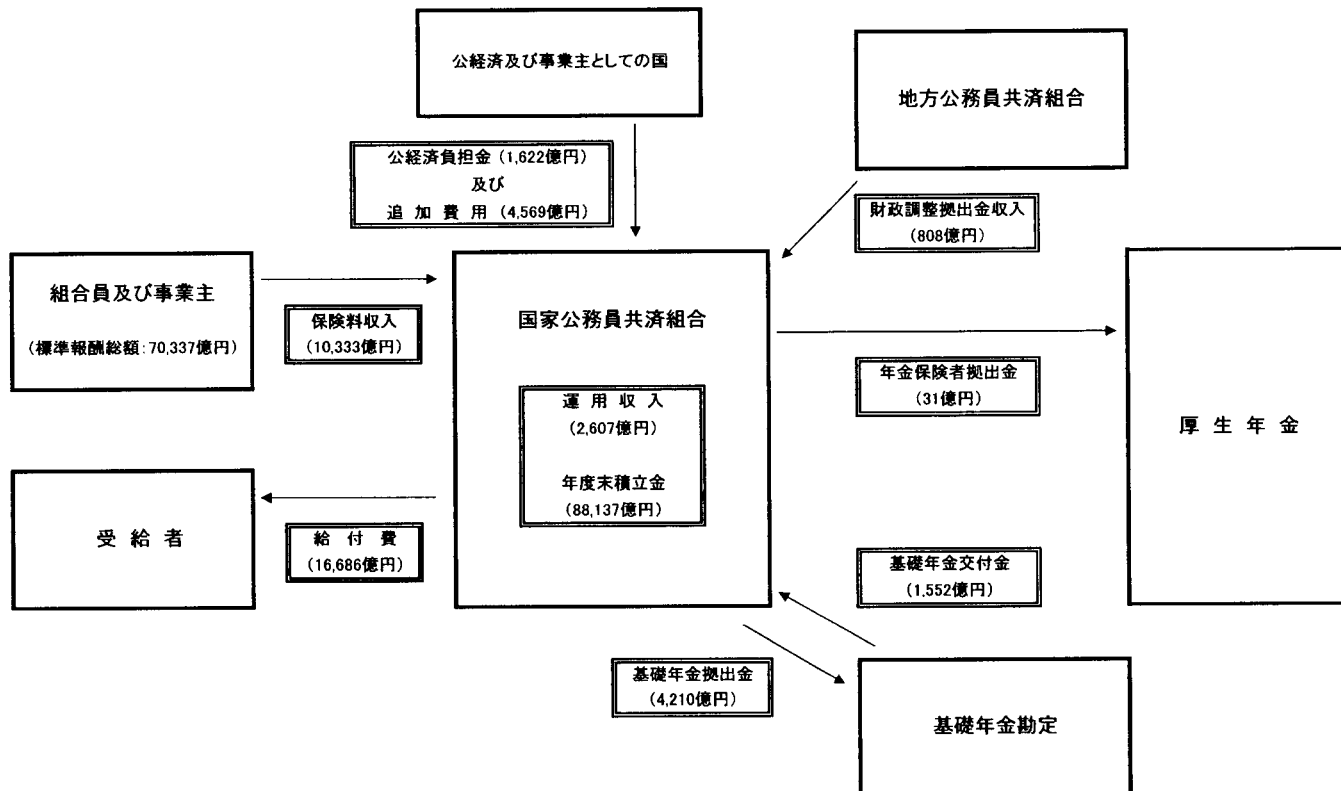 公経済及び事業主としての国
地方公務員共済組合
公経済負担金(1,622億円)
及び
追加費用(4,569億円)
財政調整拠出金収入
(808億円)
組合員及び事業主
(標準報酬総額:70,337億円)
保険料収入
(10,333億円)
国家公務員共済組合
運用収入
(2,607億円)
年度末積立金
(88,137億円)
年金保険者拠出金
(31億円)
厚生年金
受給者
給付費
(16,686億円)
基礎年金交付金
(1,552億円)
基礎年金拠出金
(4,210億円)
基礎年金勘定